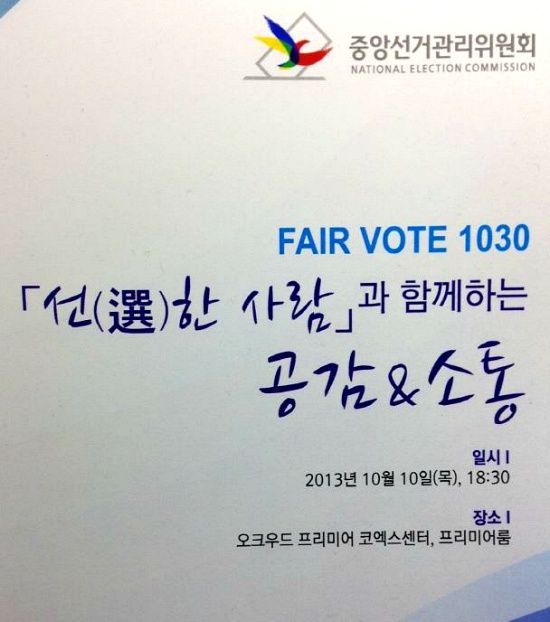 중앙선거관리위원회
NATIONAL ELECTION COMMISSION
FAIR VOTE 1030
「선(選)한 사람」과 함께하는
공감&소통
일시 I
2013년 10월 10일(목), 18:30
장소 I
오크우드 프리미어 코엑스센터, 프리미어룸